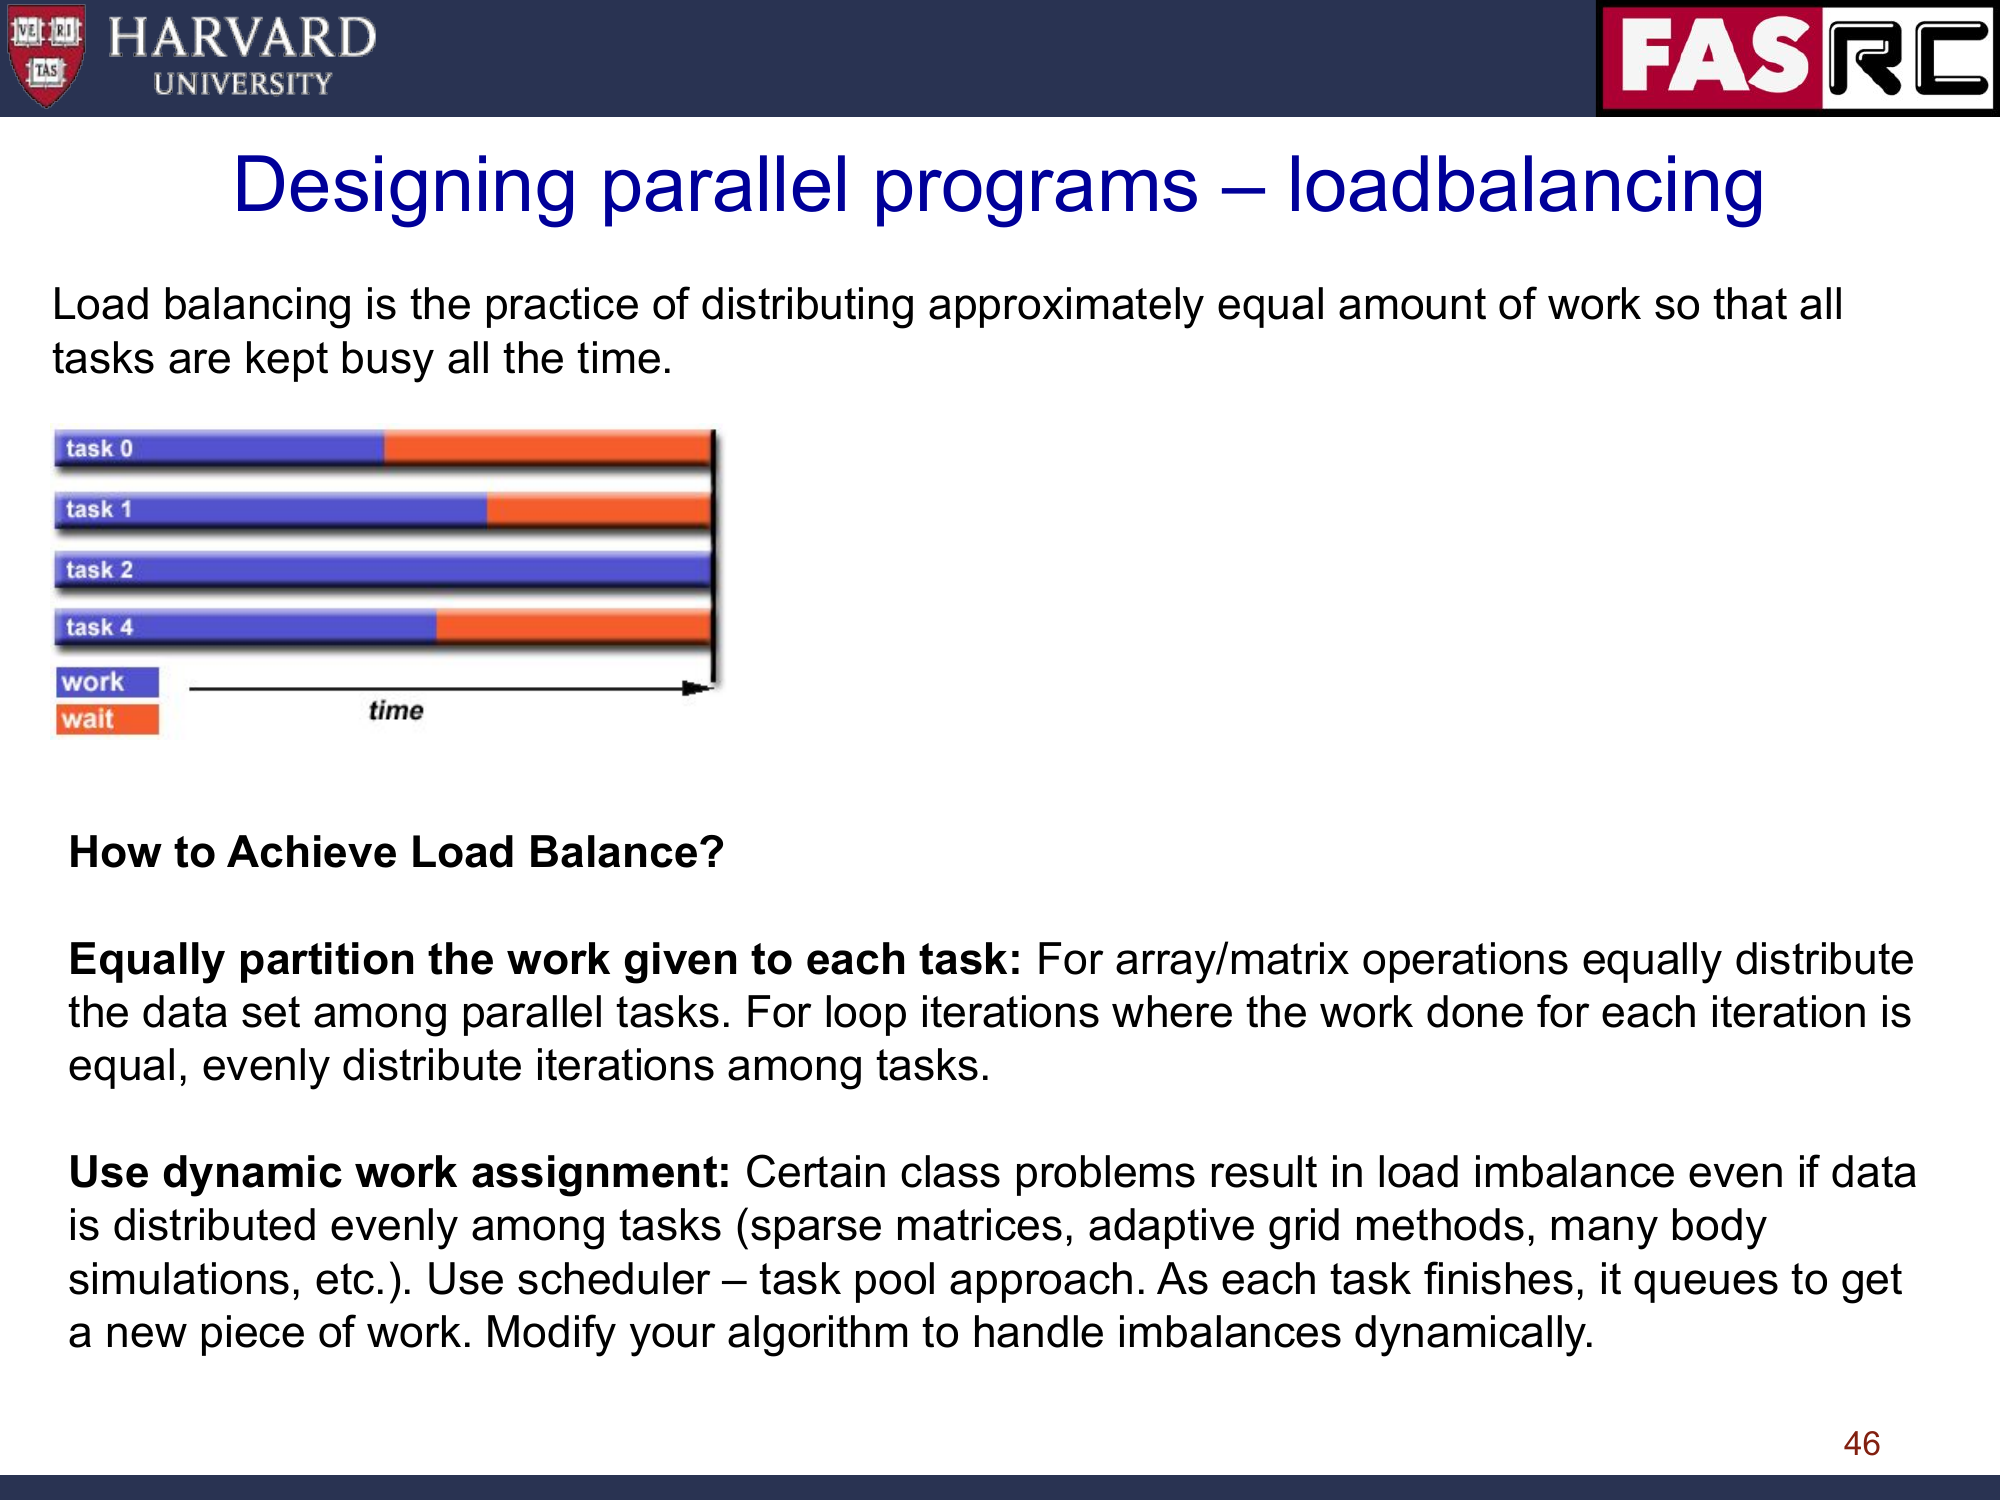 VE RI TAS
HARVARD
UNIVERSITY
FASRC
Designing parallel programs – loadbalancing
Load balancing is the practice of distributing approximately equal amount of work so that all
tasks are kept busy all the time.
task 0
task 1
task 2
task 4
work
wait
time
How to Achieve Load Balance?
Equally partition the work given to each task: For array/matrix operations equally distribute
the data set among parallel tasks. For loop iterations where the work done for each iteration is
equal, evenly distribute iterations among tasks.
Use dynamic work assignment: Certain class problems result in load imbalance even if data
is distributed evenly among tasks (sparse matrices, adaptive grid methods, many body
simulations, etc.). Use scheduler – task pool approach. As each task finishes, it queues to get
a new piece of work. Modify your algorithm to handle imbalances dynamically.
46